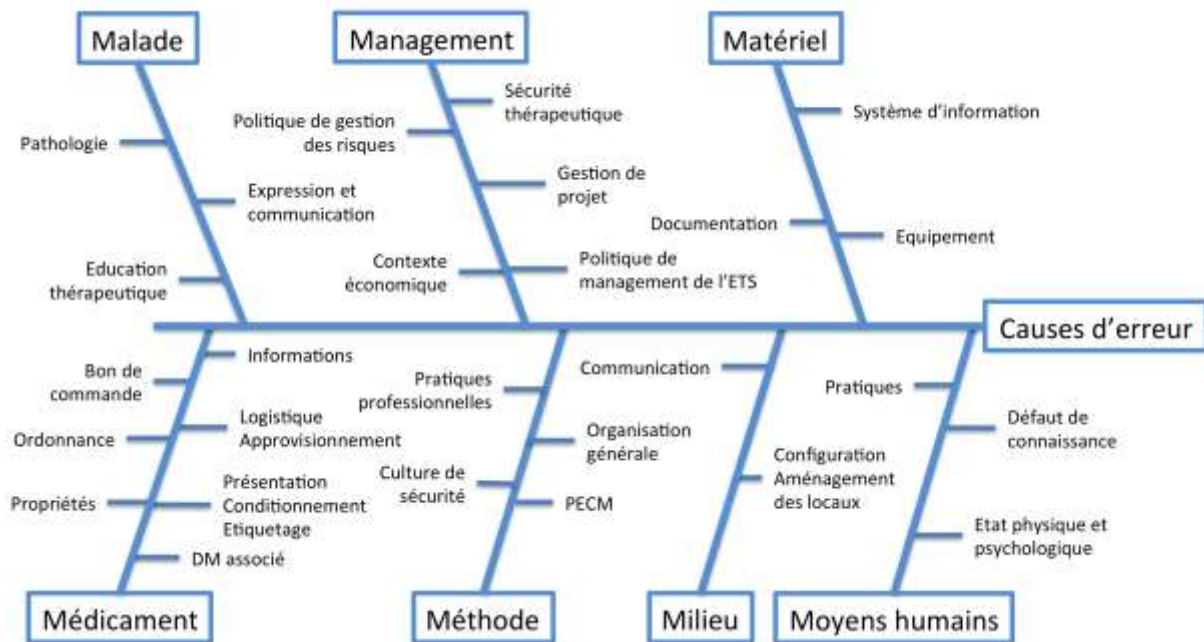 Malade
Management
Matériel
Pathologie
Expression et
communication
Education
thérapeutique
Sécurité
thérapeutique
Politique de gestion
des risques
Gestion de
projet
Contexte
économique
Politique de
management de l'ETS
Système d'information
Documentation
Equipement
Causes d'erreur
Informations
Bon de
commande
Logistique
Approvisionnement
Ordonnance
Propriétés
Présentation
Conditionnement
Etiquetage
DM associé
Pratiques
professionnelles
Organisation
générale
Culture de
sécurité
PECM
Communication
Configuration
Aménagement
des locaux
Pratiques
Défaut de
connaissance
Etat physique et
psychologique
Médicament
Méthode
Milieu
Moyens humains